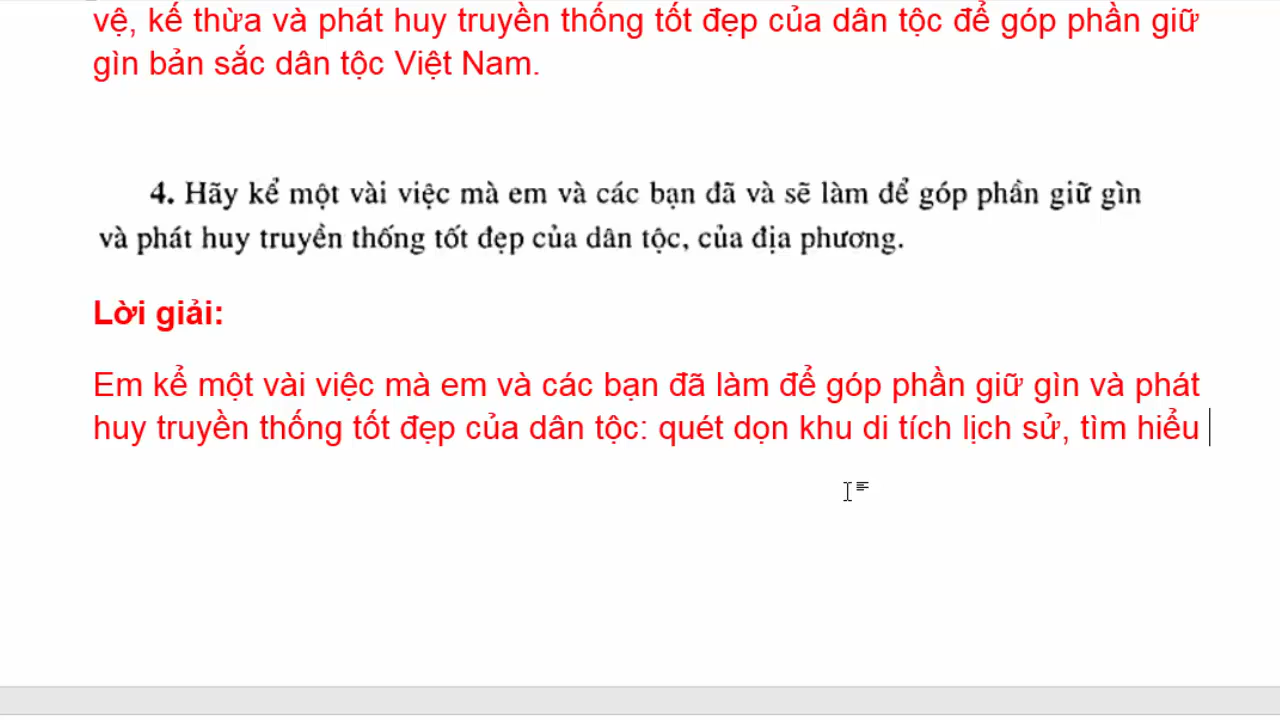 vệ, kế thừa và phát huy truyền thống tốt đẹp của dân tộc để góp phần giữ
gìn bản sắc dân tộc Việt Nam.
4. Hãy kể một vài việc mà em và các bạn đã và sẽ làm để góp phần giữ gìn
và phát huy truyền thống tốt đẹp của dân tộc, của địa phương.
Lời giải:
Em kể một vài việc mà em và các bạn đã làm để góp phần giữ gìn và phát
huy truyền thống tốt đẹp của dân tộc: quét dọn khu di tích lịch sử, tìm hiểu